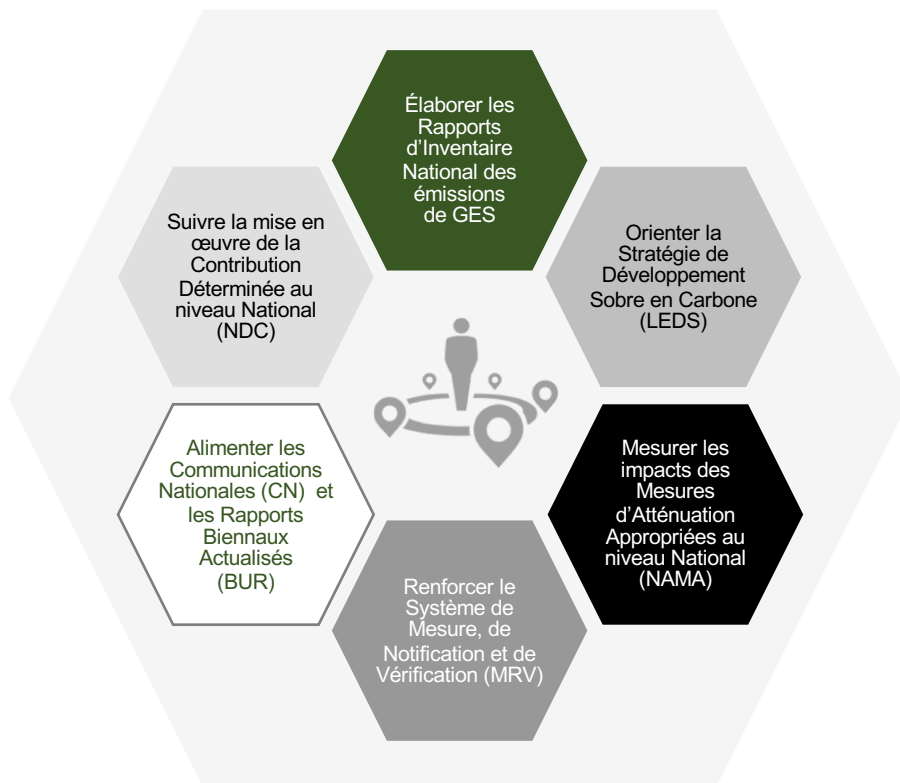 Élaborer les
Rapports
d'Inventaire
National des
émissions
de GES
Suivre la mise en
œuvre de la
Contribution
Déterminée au
niveau National
(NDC)
Orienter la
Stratégie de
Développement
Sobre en Carbone
(LEDS)
Alimenter les
Communications
Nationales (CN) et
les Rapports
Biennaux
Actualisés
(BUR)
Mesurer les
impacts des
Mesures
d'Atténuation
Appropriées au
niveau National
(NAMA)
Renforcer le
Système de
Mesure, de
Notification et de
Vérification (MRV)